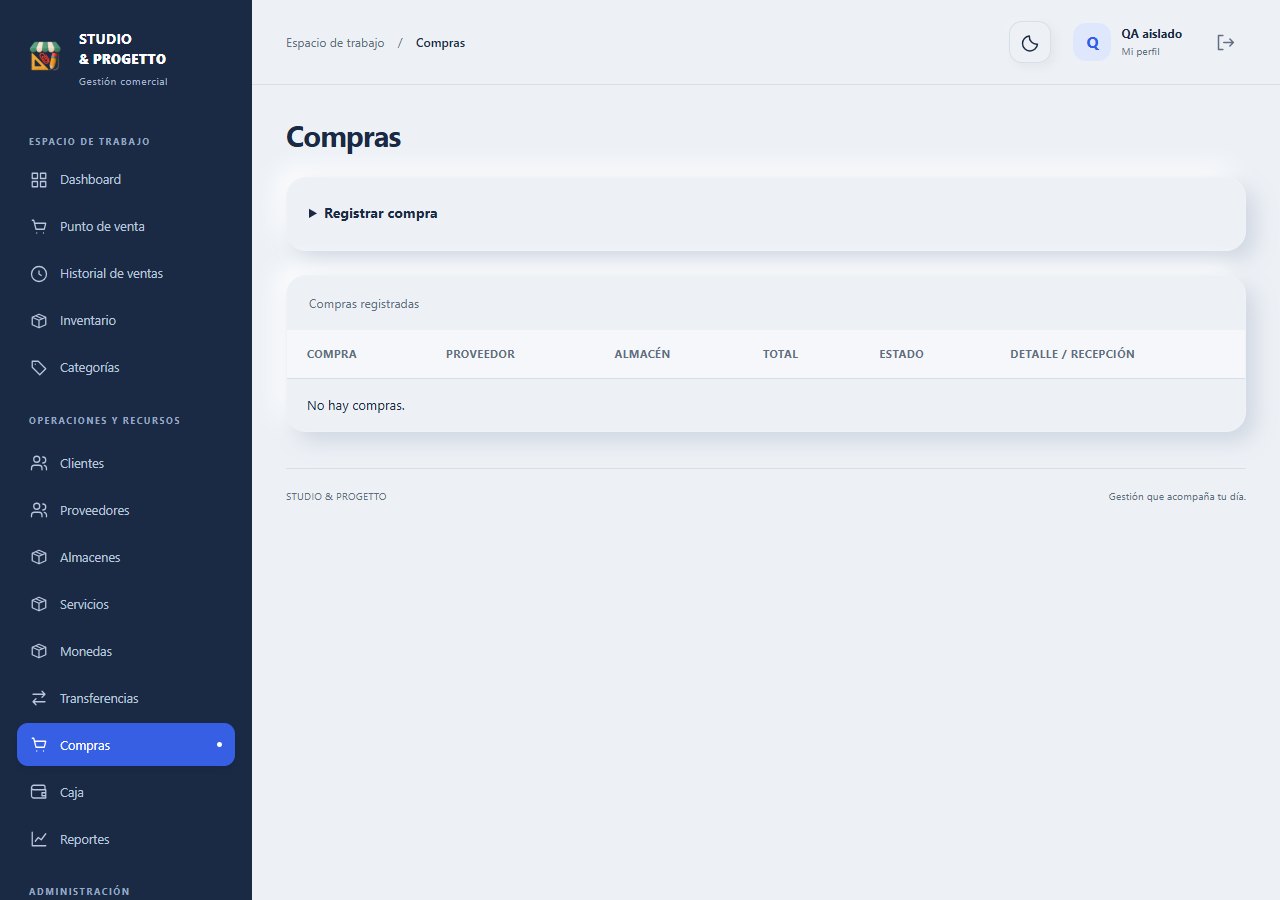 STUDIO
& PROGETTO
Gestión comercial
ESPACIO DE TRABAJO
Dashboard
Punto de venta
Historial de ventas
Inventario
Categorías
OPERACIONES Y RECURSOS
Clientes
Proveedores
Almacenes
Servicios
Monedas
Transferencias
Compras
Caja
Reportes
ADMINISTRACIÓN
Espacio de trabajo / Compras
Q
QA aislado
Mi perfil
Compras
Registrar compra
Compras registradas
COMPRA PROVEEDOR ALMACÉN TOTAL ESTADO DETALLE / RECEPCIÓN
No hay compras.
STUDIO & PROGETTO
Gestión que acompaña tu día.